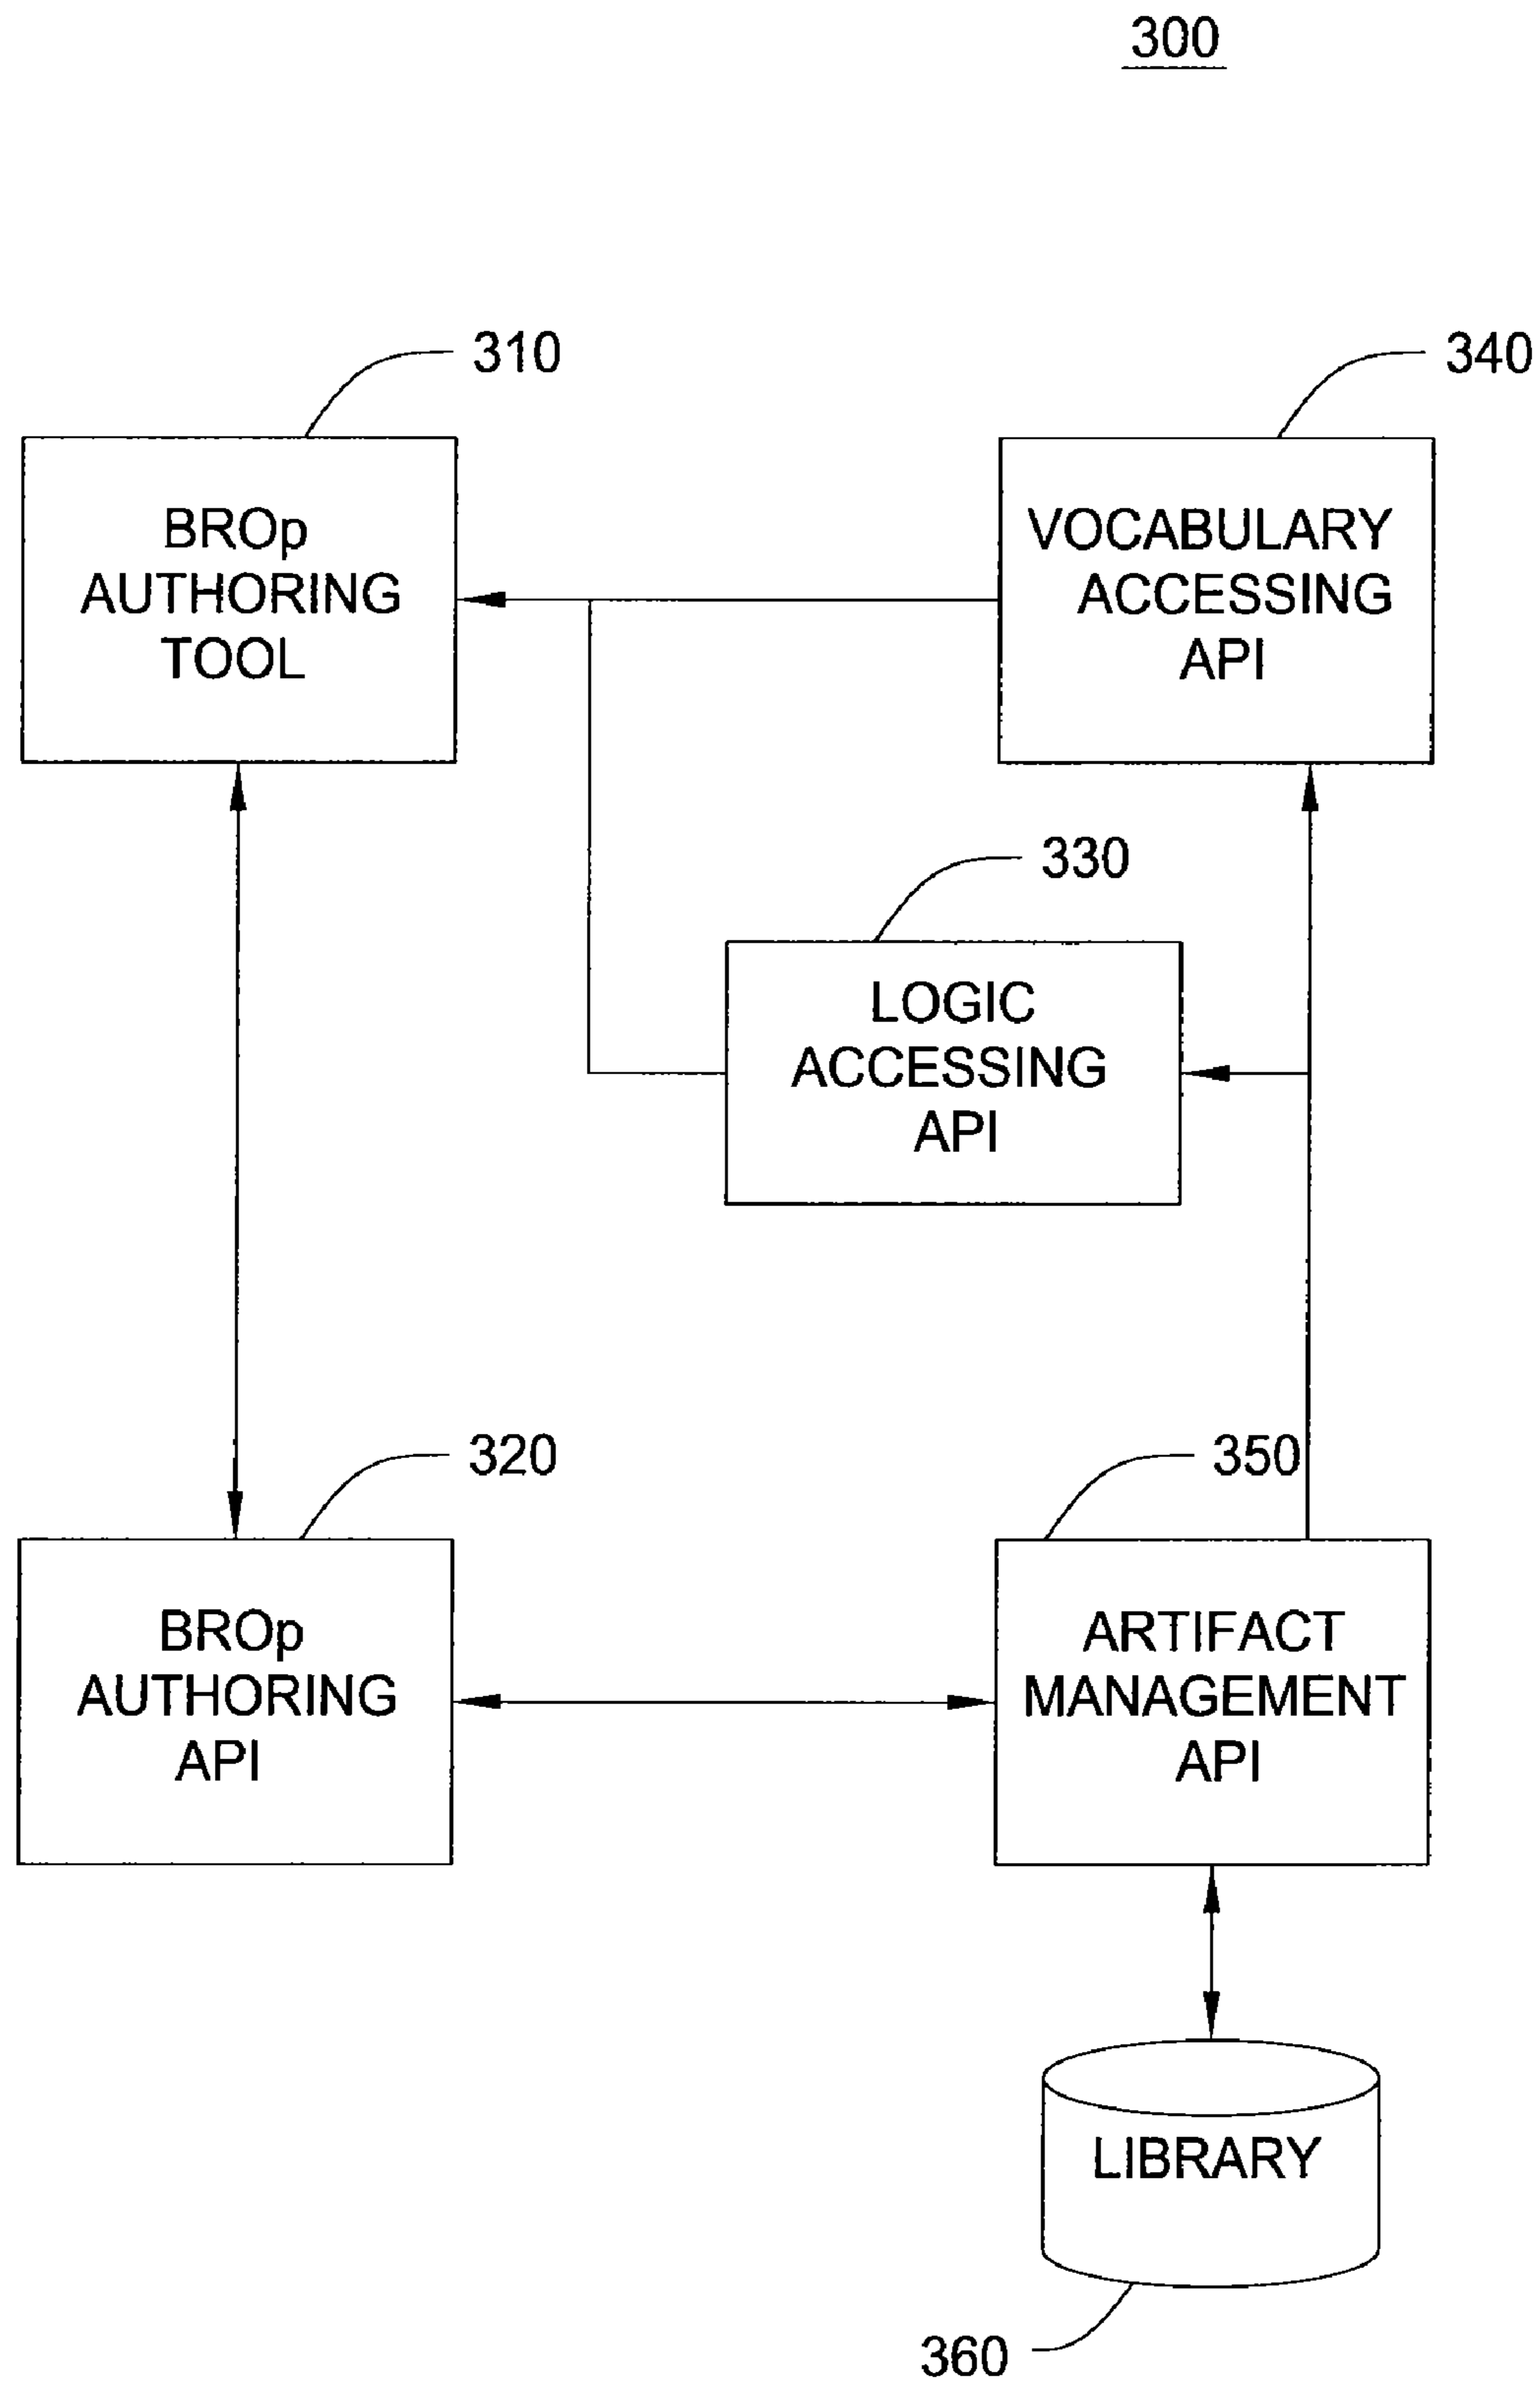 300
310
340
BROp
AUTHORING
TOOL
VOCABULARY
ACCESSING
API
330
LOGIC
ACCESSING
API
320
350
BROp
AUTHORING
API
ARTIFACT
MANAGEMENT
API
LIBRARY
360